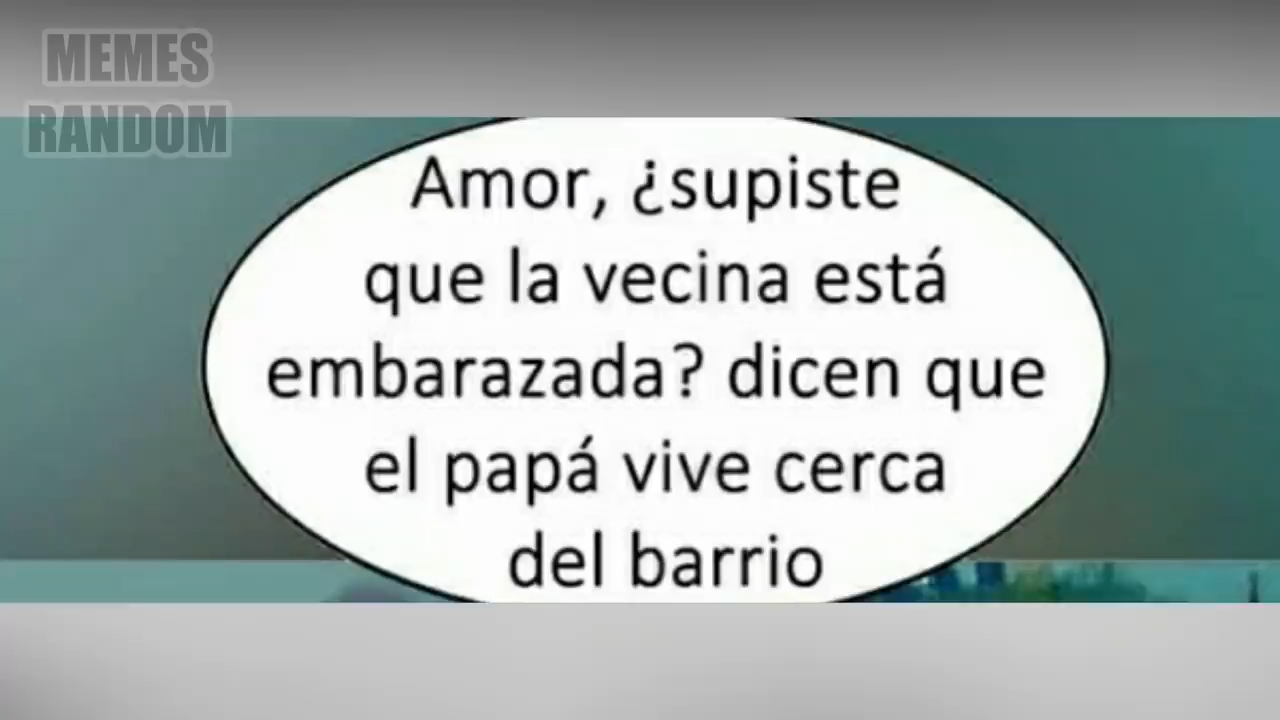 MEMES
RANDOM
Amor, ¿supiste
que la vecina está
embarazada? dicen que
el papá vive cerca
del barrio